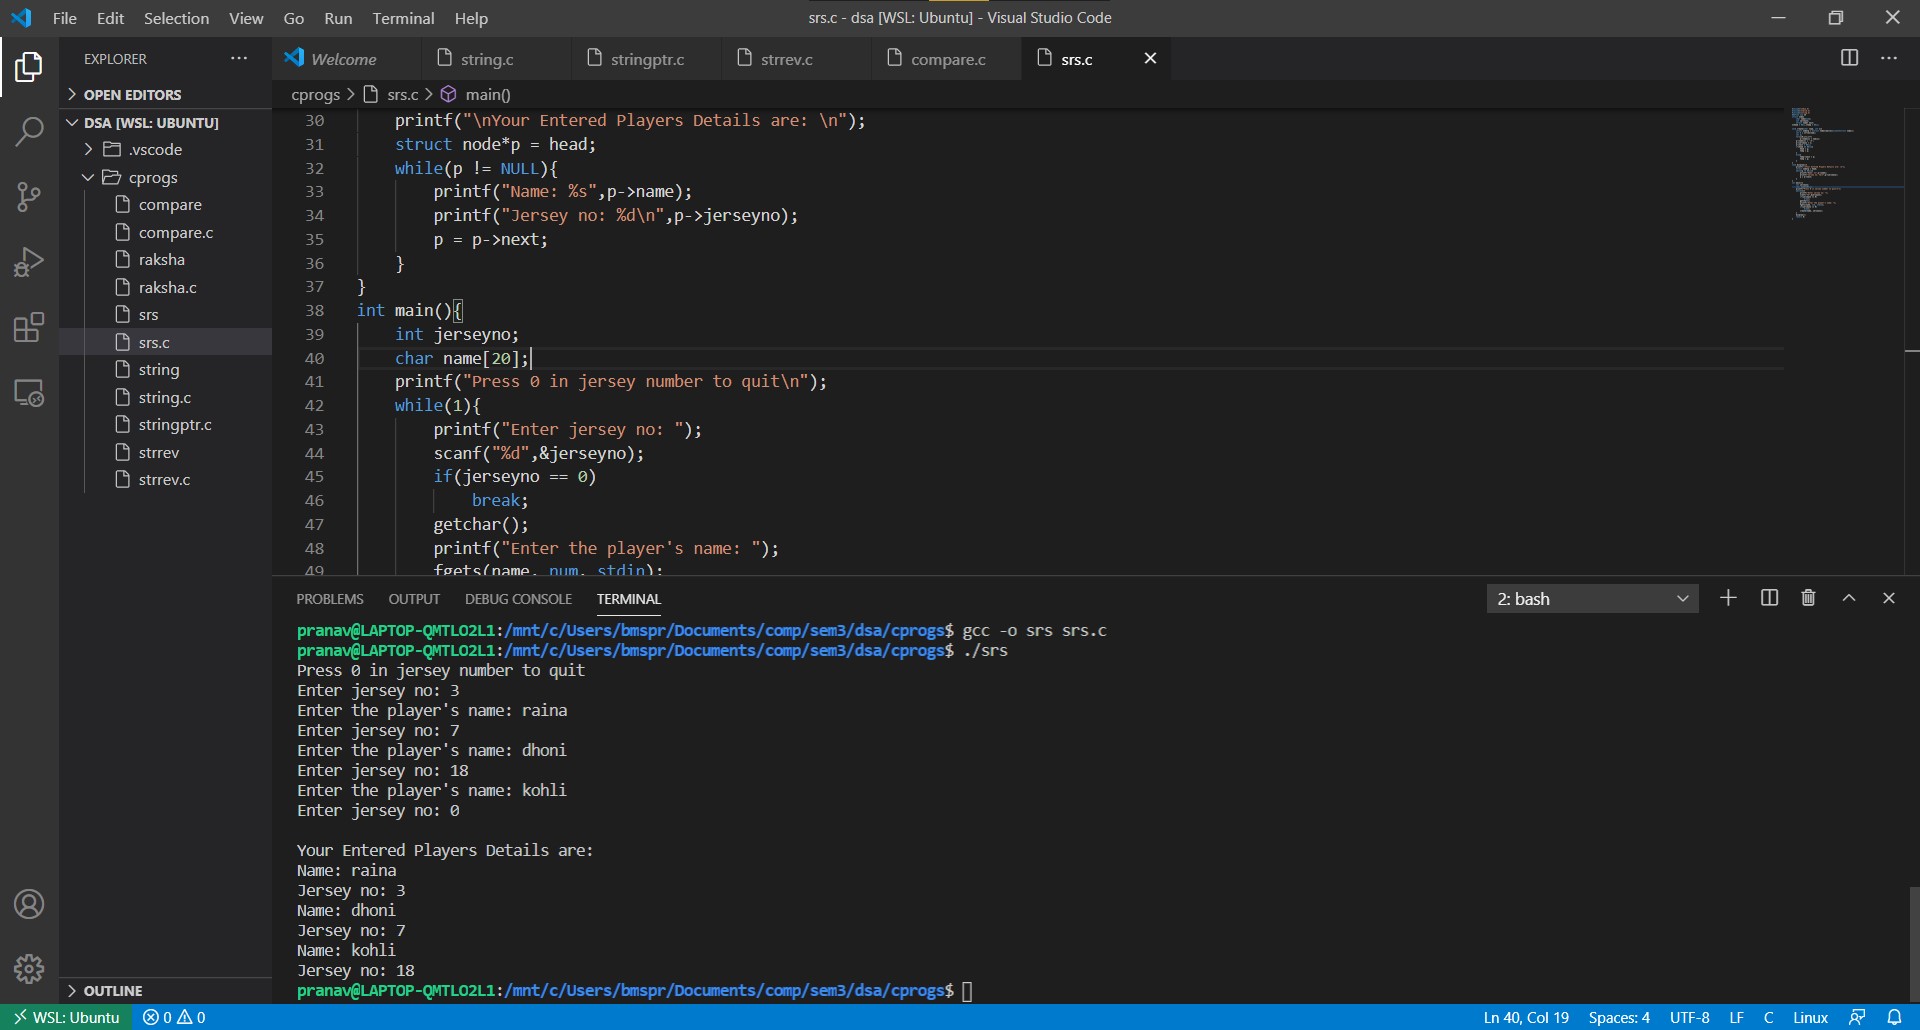 File Edit Selection View Go Run Terminal Help
srs.c - dsa [WSL: Ubuntu] - Visual Studio Code
EXPLORER
OPEN EDITORS
DSA [WSL: UBUNTU]
.vscode
cprogs
compare
compare.c
raksha
raksha.c
srs
srs.c
string
string.c
stringptr.c
strrev
strrev.c
OUTLINE
Welcome string.c stringptr.c strrev.c compare.c srs.c
cprogs > srs.c > main()
30 printf("\nYour Entered Players Details are: \n");
31 struct node*p = head;
32 while(p != NULL){
33 printf("Name: %s",p->name);
34 printf("Jersey no: %d\n",p->jerseyno);
35 p = p->next;
36 }
37 }
38 int main(){
39 int jerseyno;
40 char name[20];
41 printf("Press 0 in jersey number to quit\n");
42 while(1){
43 printf("Enter jersey no: ");
44 scanf("%d",&jerseyno);
45 if(jerseyno == 0)
46 break;
47 getchar();
48 printf("Enter the player's name: ");
49 fgets(name, num, stdin);
PROBLEMS OUTPUT DEBUG CONSOLE TERMINAL
2: bash
pranav@LAPTOP-QMTLO2L1:/mnt/c/Users/bmspr/Documents/comp/sem3/dsa/cprogs$ gcc -o srs srs.c
pranav@LAPTOP-QMTLO2L1:/mnt/c/Users/bmspr/Documents/comp/sem3/dsa/cprogs$ ./srs
Press 0 in jersey number to quit
Enter jersey no: 3
Enter the player's name: raina
Enter jersey no: 7
Enter the player's name: dhoni
Enter jersey no: 18
Enter the player's name: kohli
Enter jersey no: 0
Your Entered Players Details are:
Name: raina
Jersey no: 3
Name: dhoni
Jersey no: 7
Name: kohli
Jersey no: 18
pranav@LAPTOP-QMTLO2L1:/mnt/c/Users/bmspr/Documents/comp/sem3/dsa/cprogs$
WSL: Ubuntu 0 0
Ln 40, Col 19 Spaces: 4 UTF-8 LF C Linux